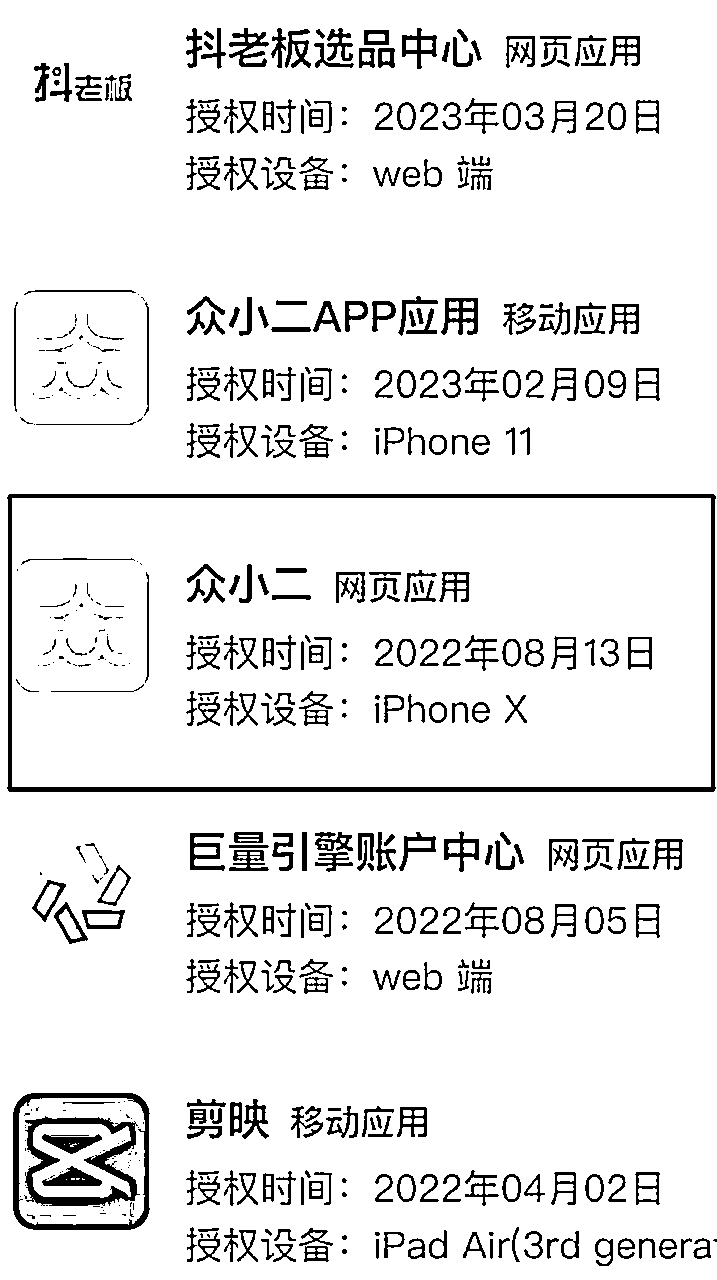 抖老板
抖老板选品中心 网页应用
授权时间：2023年03月20日
授权设备：web 端
众小二APP应用 移动应用
授权时间：2023年02月09日
授权设备：iPhone 11
众小二 网页应用
授权时间：2022年08月13日
授权设备：iPhone X
巨量引擎账户中心 网页应用
授权时间：2022年08月05日
授权设备：web 端
剪映 移动应用
授权时间：2022年04月02日
授权设备：iPad Air(3rd generat